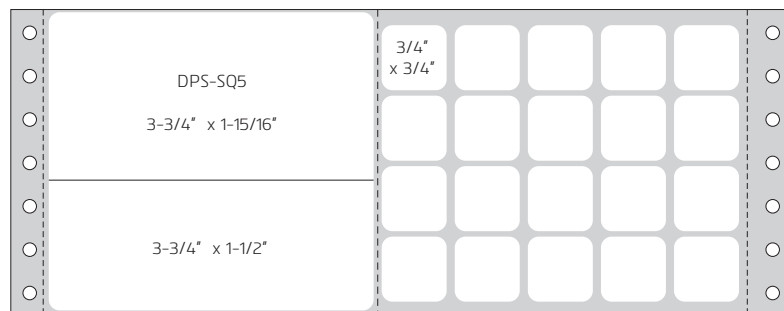 DPS-SQ5
3-3/4" x 1-15/16"
3-3/4" x 1-1/2"
3/4"
x 3/4"